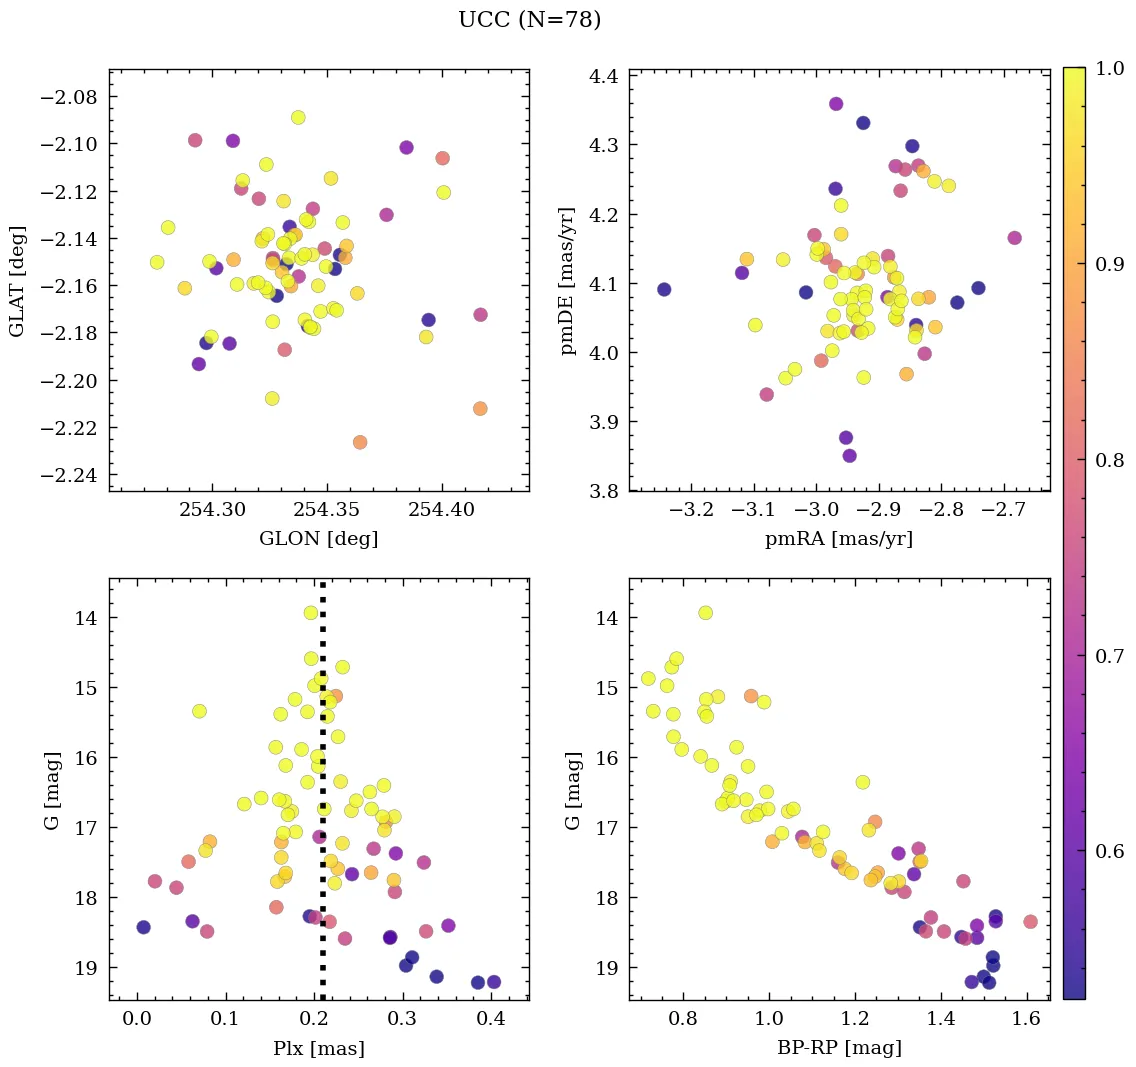 UCC (N=78)
−2.08
−2.10
−2.12
−2.14
−2.16
−2.18
−2.20
−2.22
−2.24
GLAT [deg]
254.30 254.35 254.40
GLON [deg]
4.4
4.3
4.2
4.1
4.0
3.9
3.8
pmDE [mas/yr]
−3.2 −3.1 −3.0 −2.9 −2.8 −2.7
pmRA [mas/yr]
14
15
16
17
18
19
G [mag]
0.0 0.1 0.2 0.3 0.4
Plx [mas]
14
15
16
17
18
19
G [mag]
0.8 1.0 1.2 1.4 1.6
BP-RP [mag]
1.0
0.9
0.8
0.7
0.6